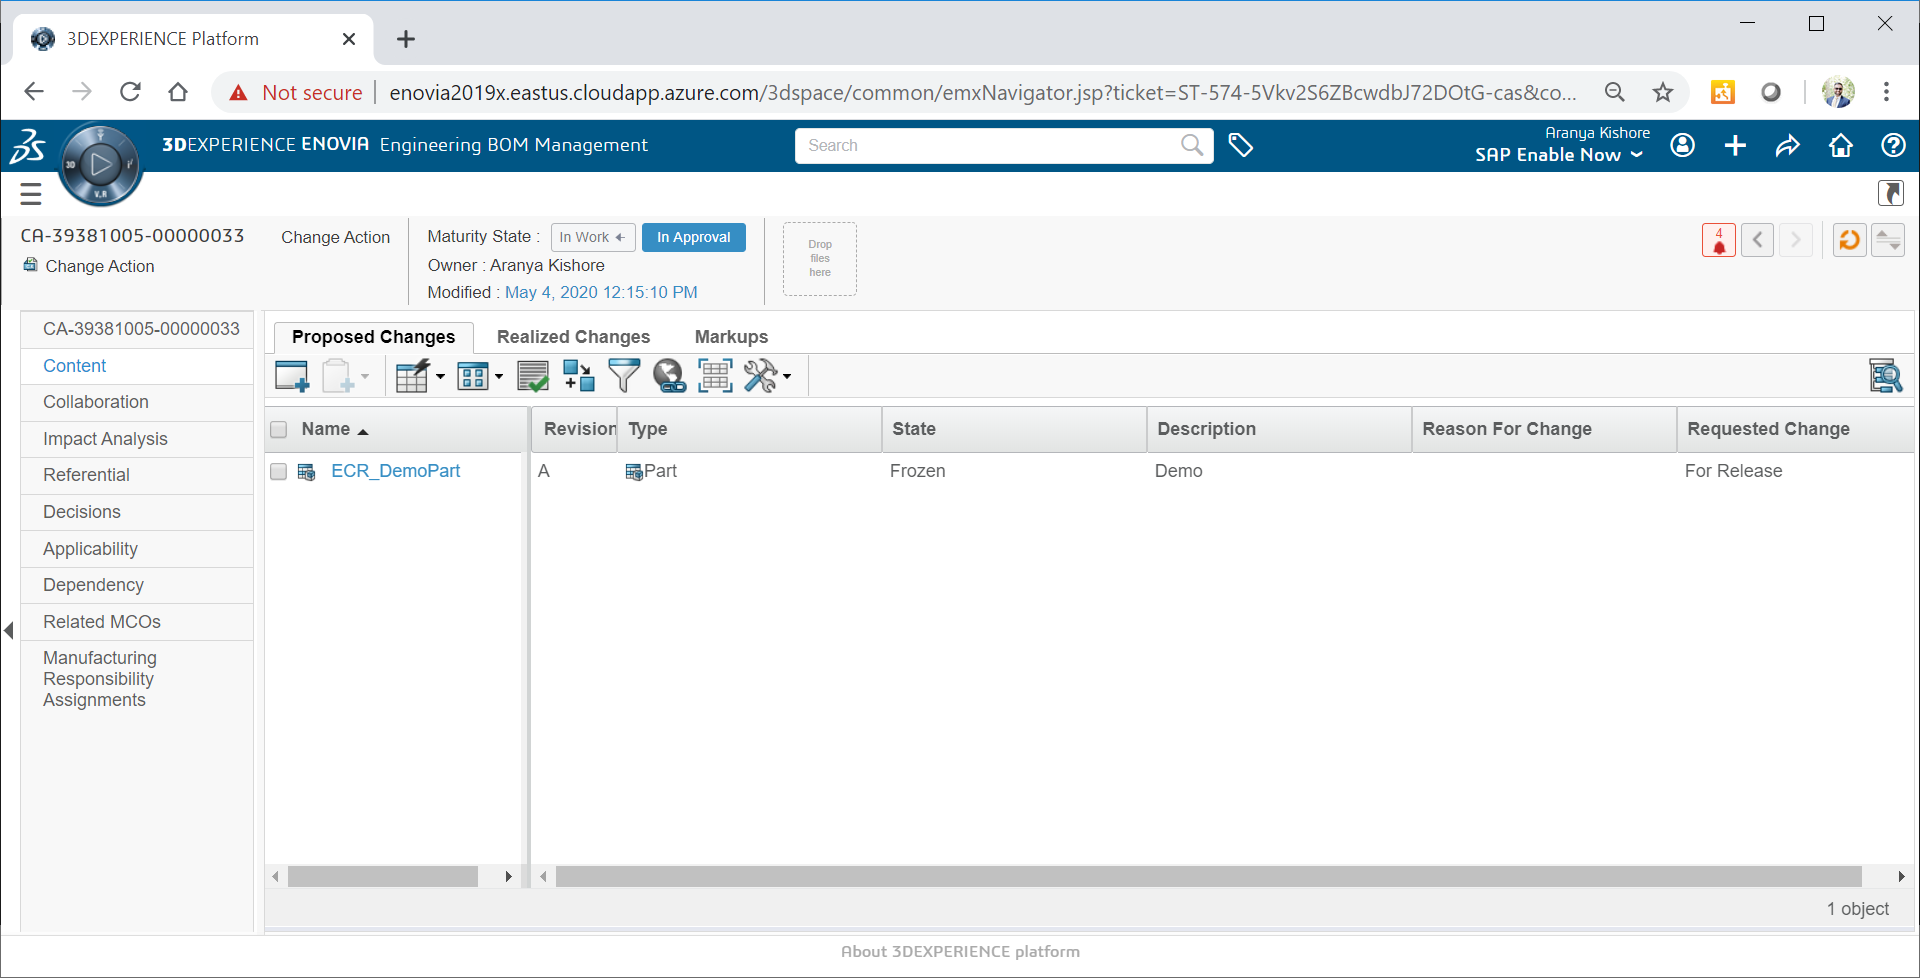 3DEXPERIENCE Platform
Not secure
enovia2019x.eastus.cloudapp.azure.com/3dspace/common/emxNavigator.jsp?ticket=ST-574-5Vkv2S6ZBcwdbJ72DOtG-cas&co...
3DEXPERIENCE ENOVIA Engineering BOM Management
Search
Aranya Kishore
SAP Enable Now
3D
V.R
CA-39381005-00000033
Change Action
Change Action
Maturity State :
In Work
In Approval
Owner : Aranya Kishore
Modified : May 4, 2020 12:15:10 PM
Drop
files
here
4
CA-39381005-00000033
Content
Collaboration
Impact Analysis
Referential
Decisions
Applicability
Dependency
Related MCOs
Manufacturing
Responsibility
Assignments
Proposed Changes
Realized Changes
Markups
Name
Revision
Type
State
Description
Reason For Change
Requested Change
ECR_DemoPart
A
Part
Frozen
Demo
For Release
1 object
About 3DEXPERIENCE platform